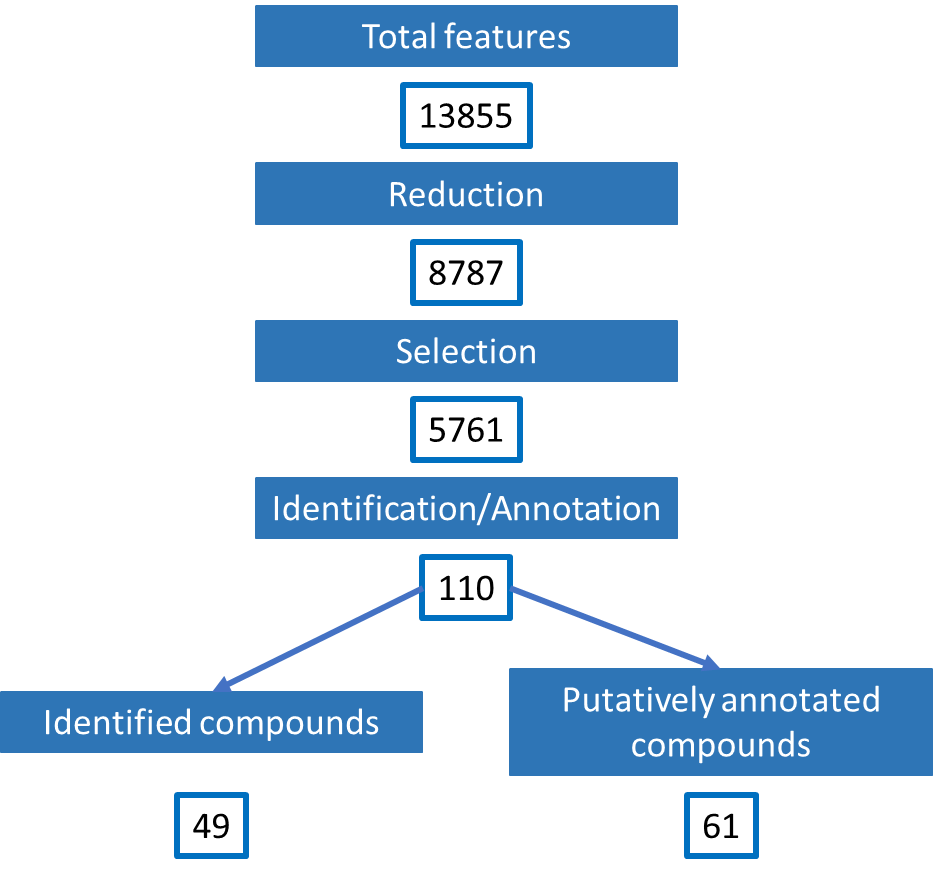 Total features
13855
Reduction
8787
Selection
5761
Identification/Annotation
110
Identified compounds
49
Putatively annotated
compounds
61